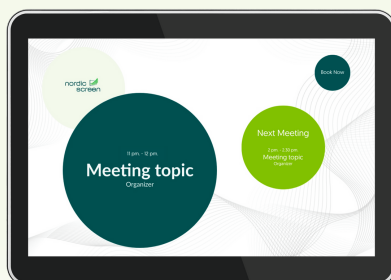 nordic
screen
Book Now
11 pm - 12 pm
Meeting topic
Organizer
Next Meeting
2 pm - 2:30 pm
Meeting topic
Organizer